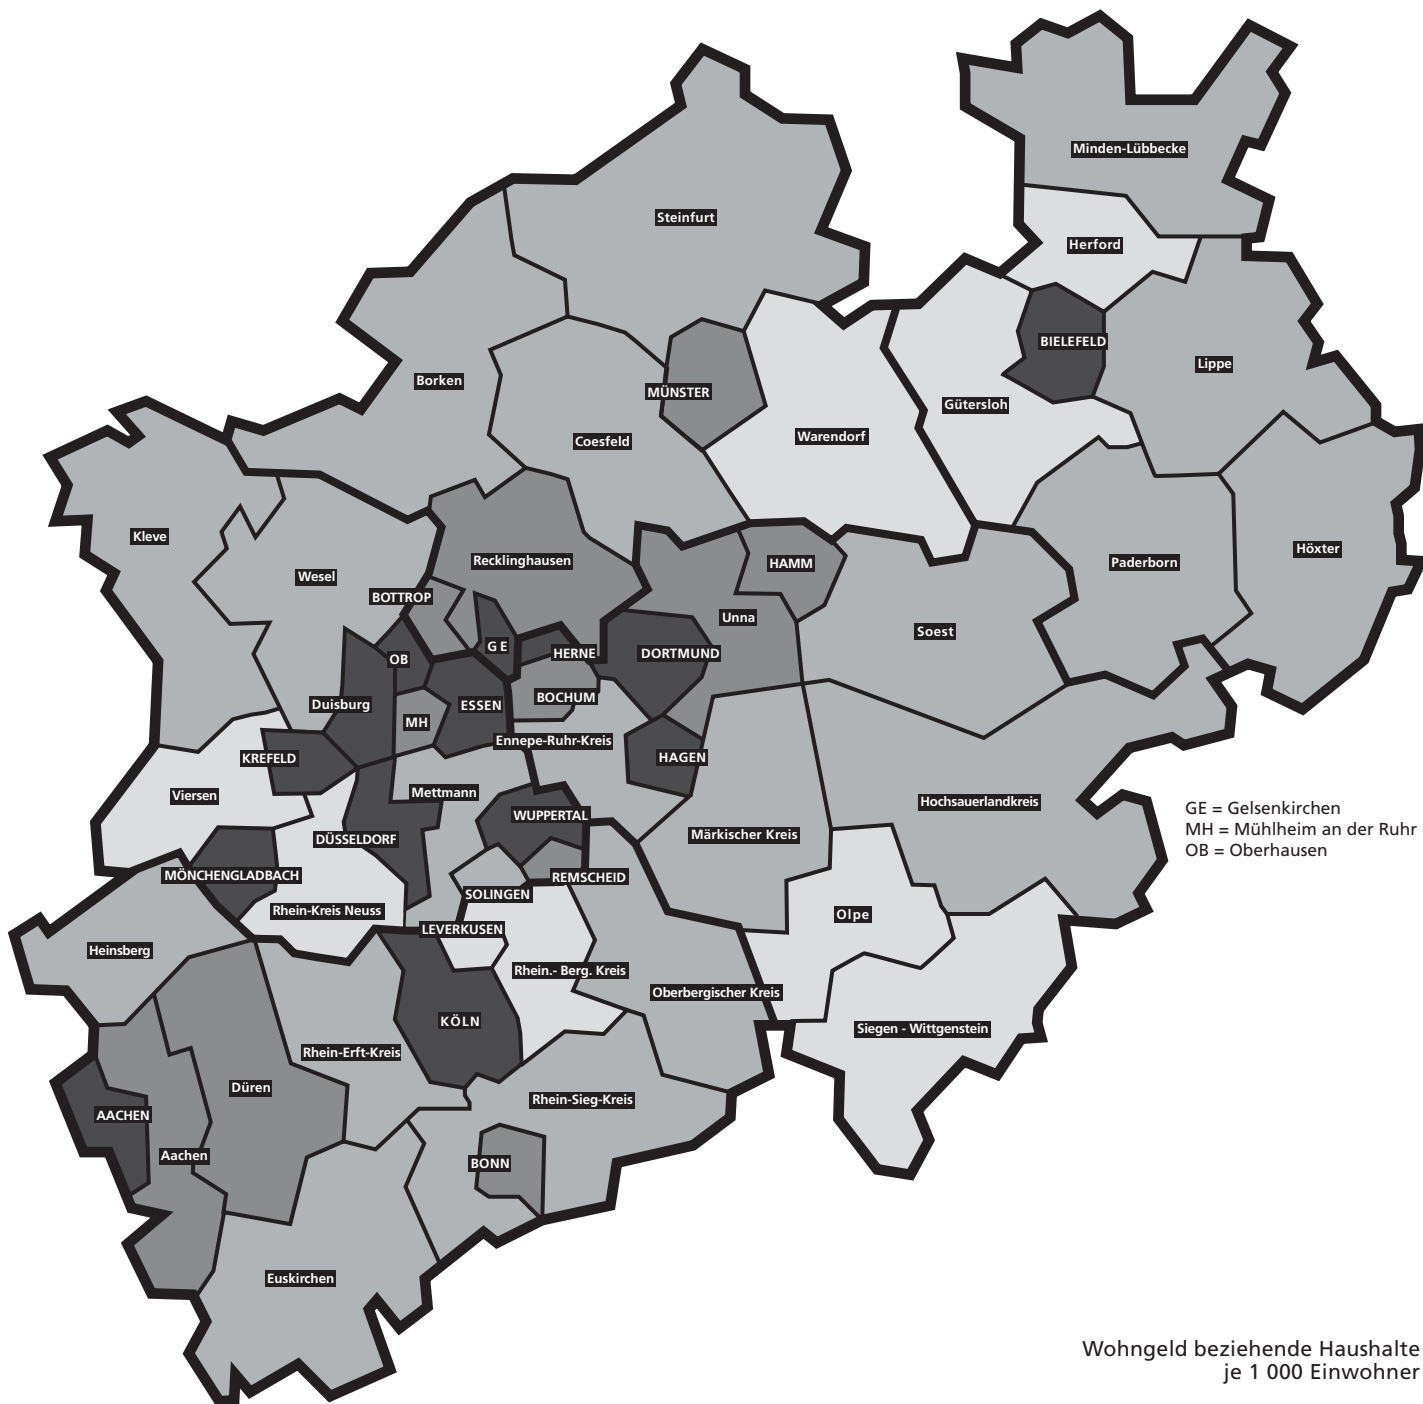 Minden-Lübbecke
Steinfurt
Herford
BIELEFELD
Lippe
Borken
MÜNSTER
Gütersloh
Coesfeld
Warendorf
Kleve
Höxter
Recklinghausen
HAMM
Paderborn
Wesel
BOTTROP
Unna
Soest
G E
HERNE
DORTMUND
OB
BOCHUM
Duisburg
ESSEN
MH
Ennepe-Ruhr-Kreis
KREFELD
HAGEN
Viersen
Mettmann
Hochsauerlandkreis
GE = Gelsenkirchen
MH = Mühlheim an der Ruhr
OB = Oberhausen
WUPPERTAL
DÜSSELDORF
Märkischer Kreis
MÖNCHENGLADBACH
REMSCHEID
SOLINGEN
Rhein-Kreis Neuss
Olpe
LEVERKUSEN
Heinsberg
Rhein.- Berg. Kreis
Oberbergischer Kreis
KÖLN
Siegen - Wittgenstein
Rhein-Erft-Kreis
Düren
Rhein-Sieg-Kreis
AACHEN
Aachen
BONN
Euskirchen
Wohngeld beziehende Haushalte
je 1 000 Einwohner